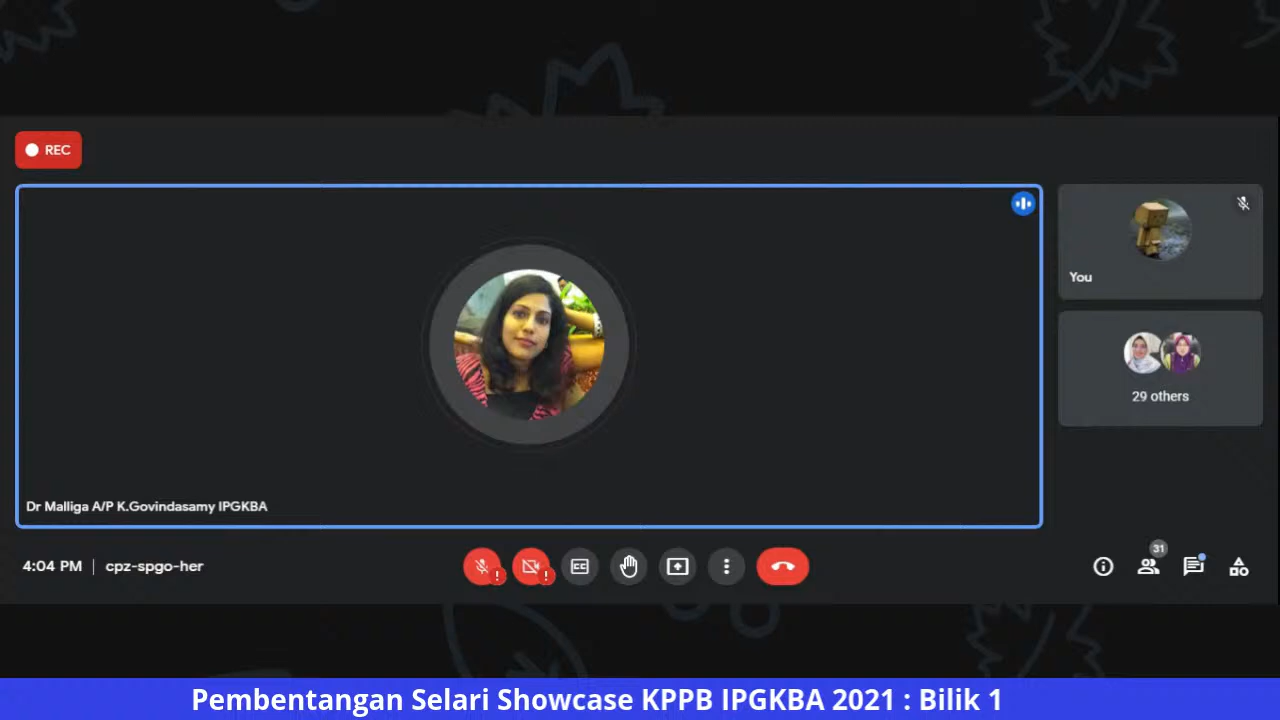 REC
You
29 others
Dr Malliga A/P K.Govindasamy IPGKBA
4:04 PM | cpz-spgo-her
CC
31
Pembentangan Selari Showcase KPPB IPGKBA 2021 : Bilik 1